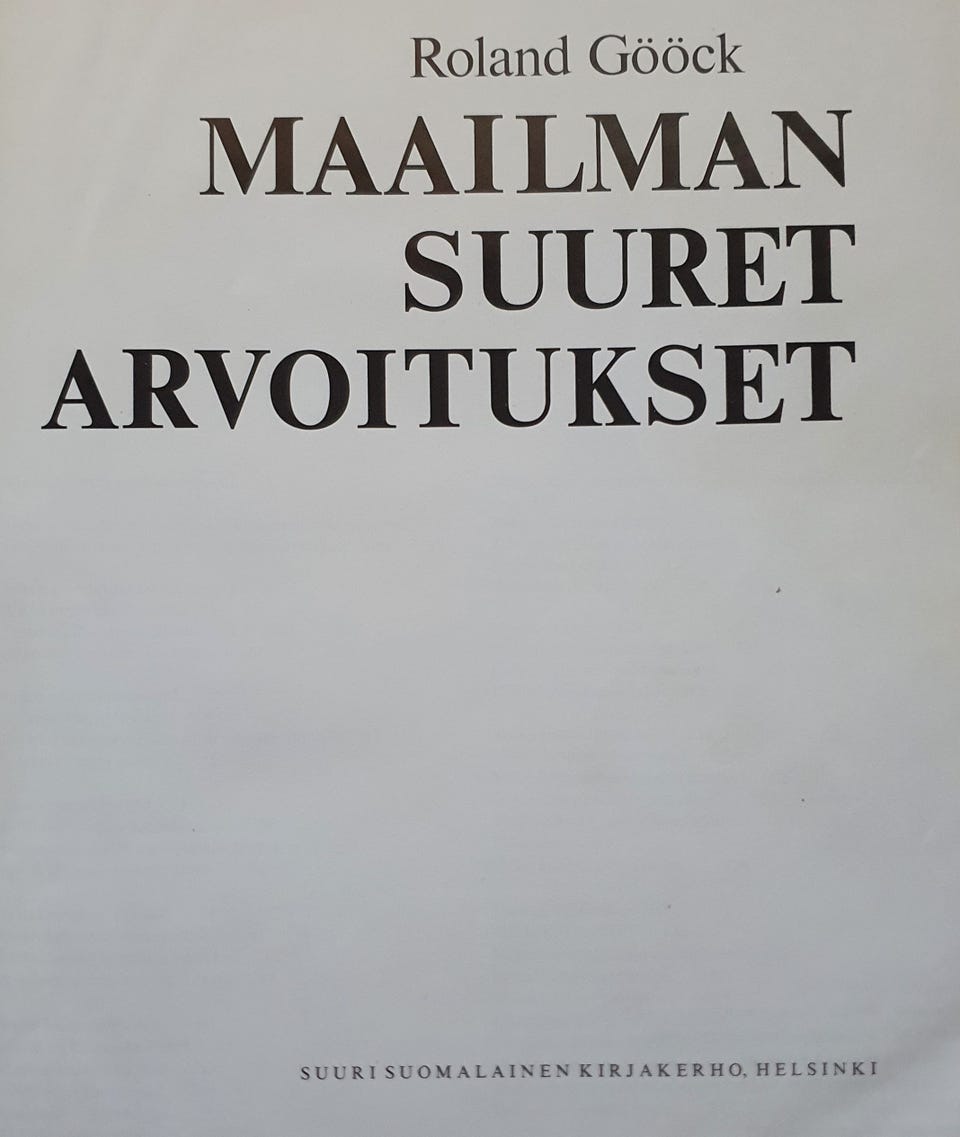 Roland Gööck
MAAILMAN
SUURET
ARVOITUKSET
SUURI SUOMALAINEN KIRJAKERHO, HELSINKI